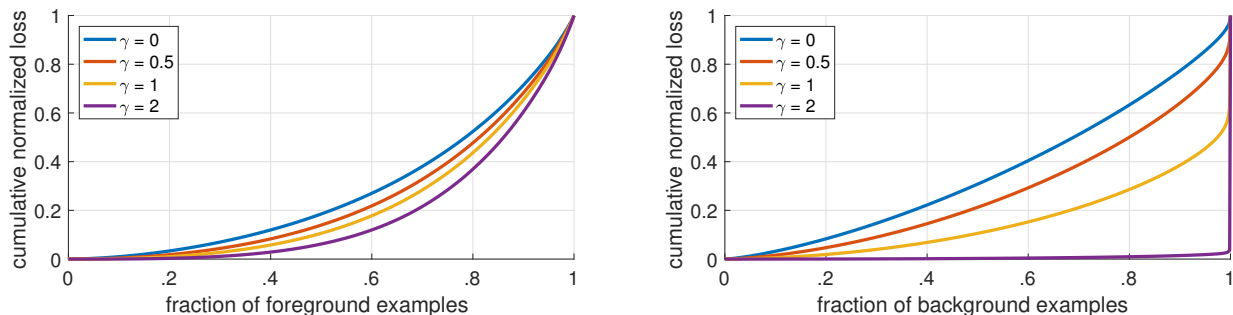 cumulative normalized loss
1
0.8
0.6
0.4
0.2
0
γ = 0
γ = 0.5
γ = 1
γ = 2
0 .2 .4 .6 .8 1
fraction of foreground examples
cumulative normalized loss
1
0.8
0.6
0.4
0.2
0
γ = 0
γ = 0.5
γ = 1
γ = 2
0 .2 .4 .6 .8 1
fraction of background examples